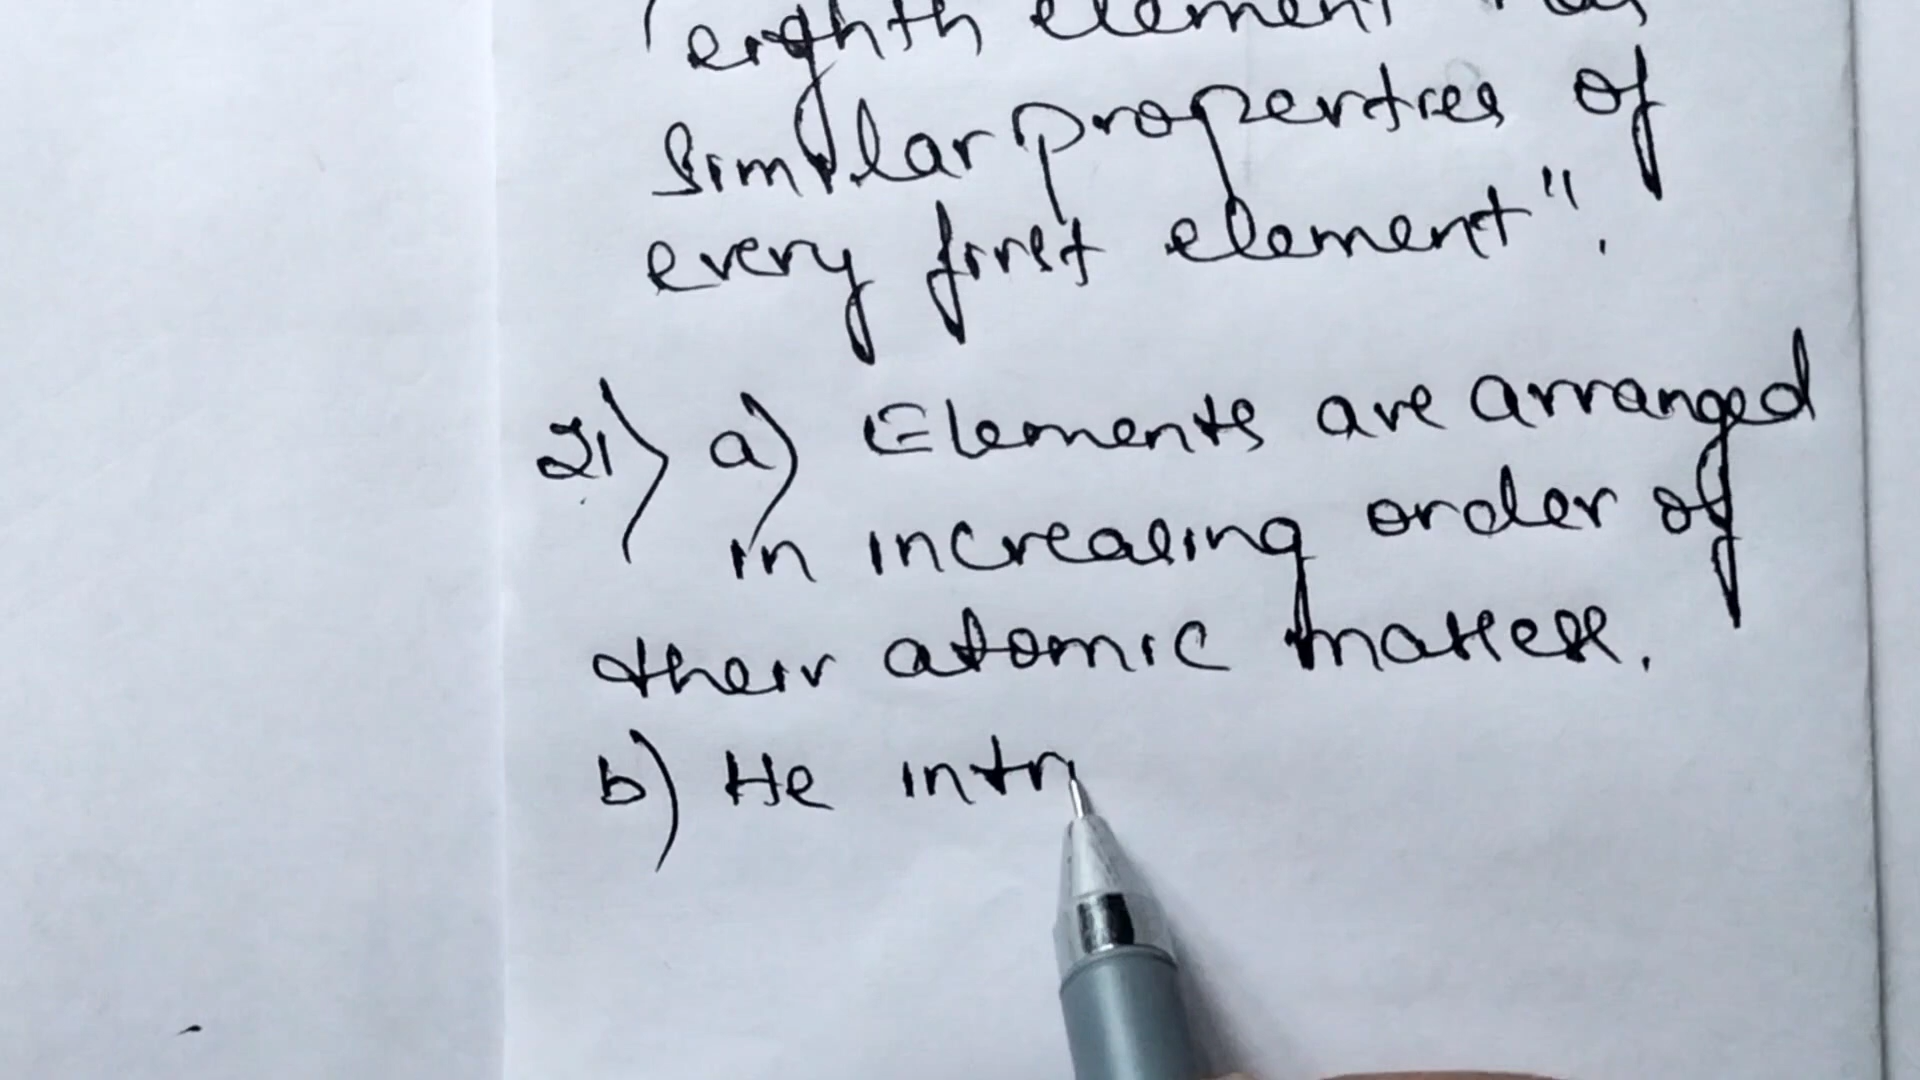 "eighth element has
similar properties of
every first element".
21) a) Elements are arranged
in increasing order of
their atomic masses.
b) He intr